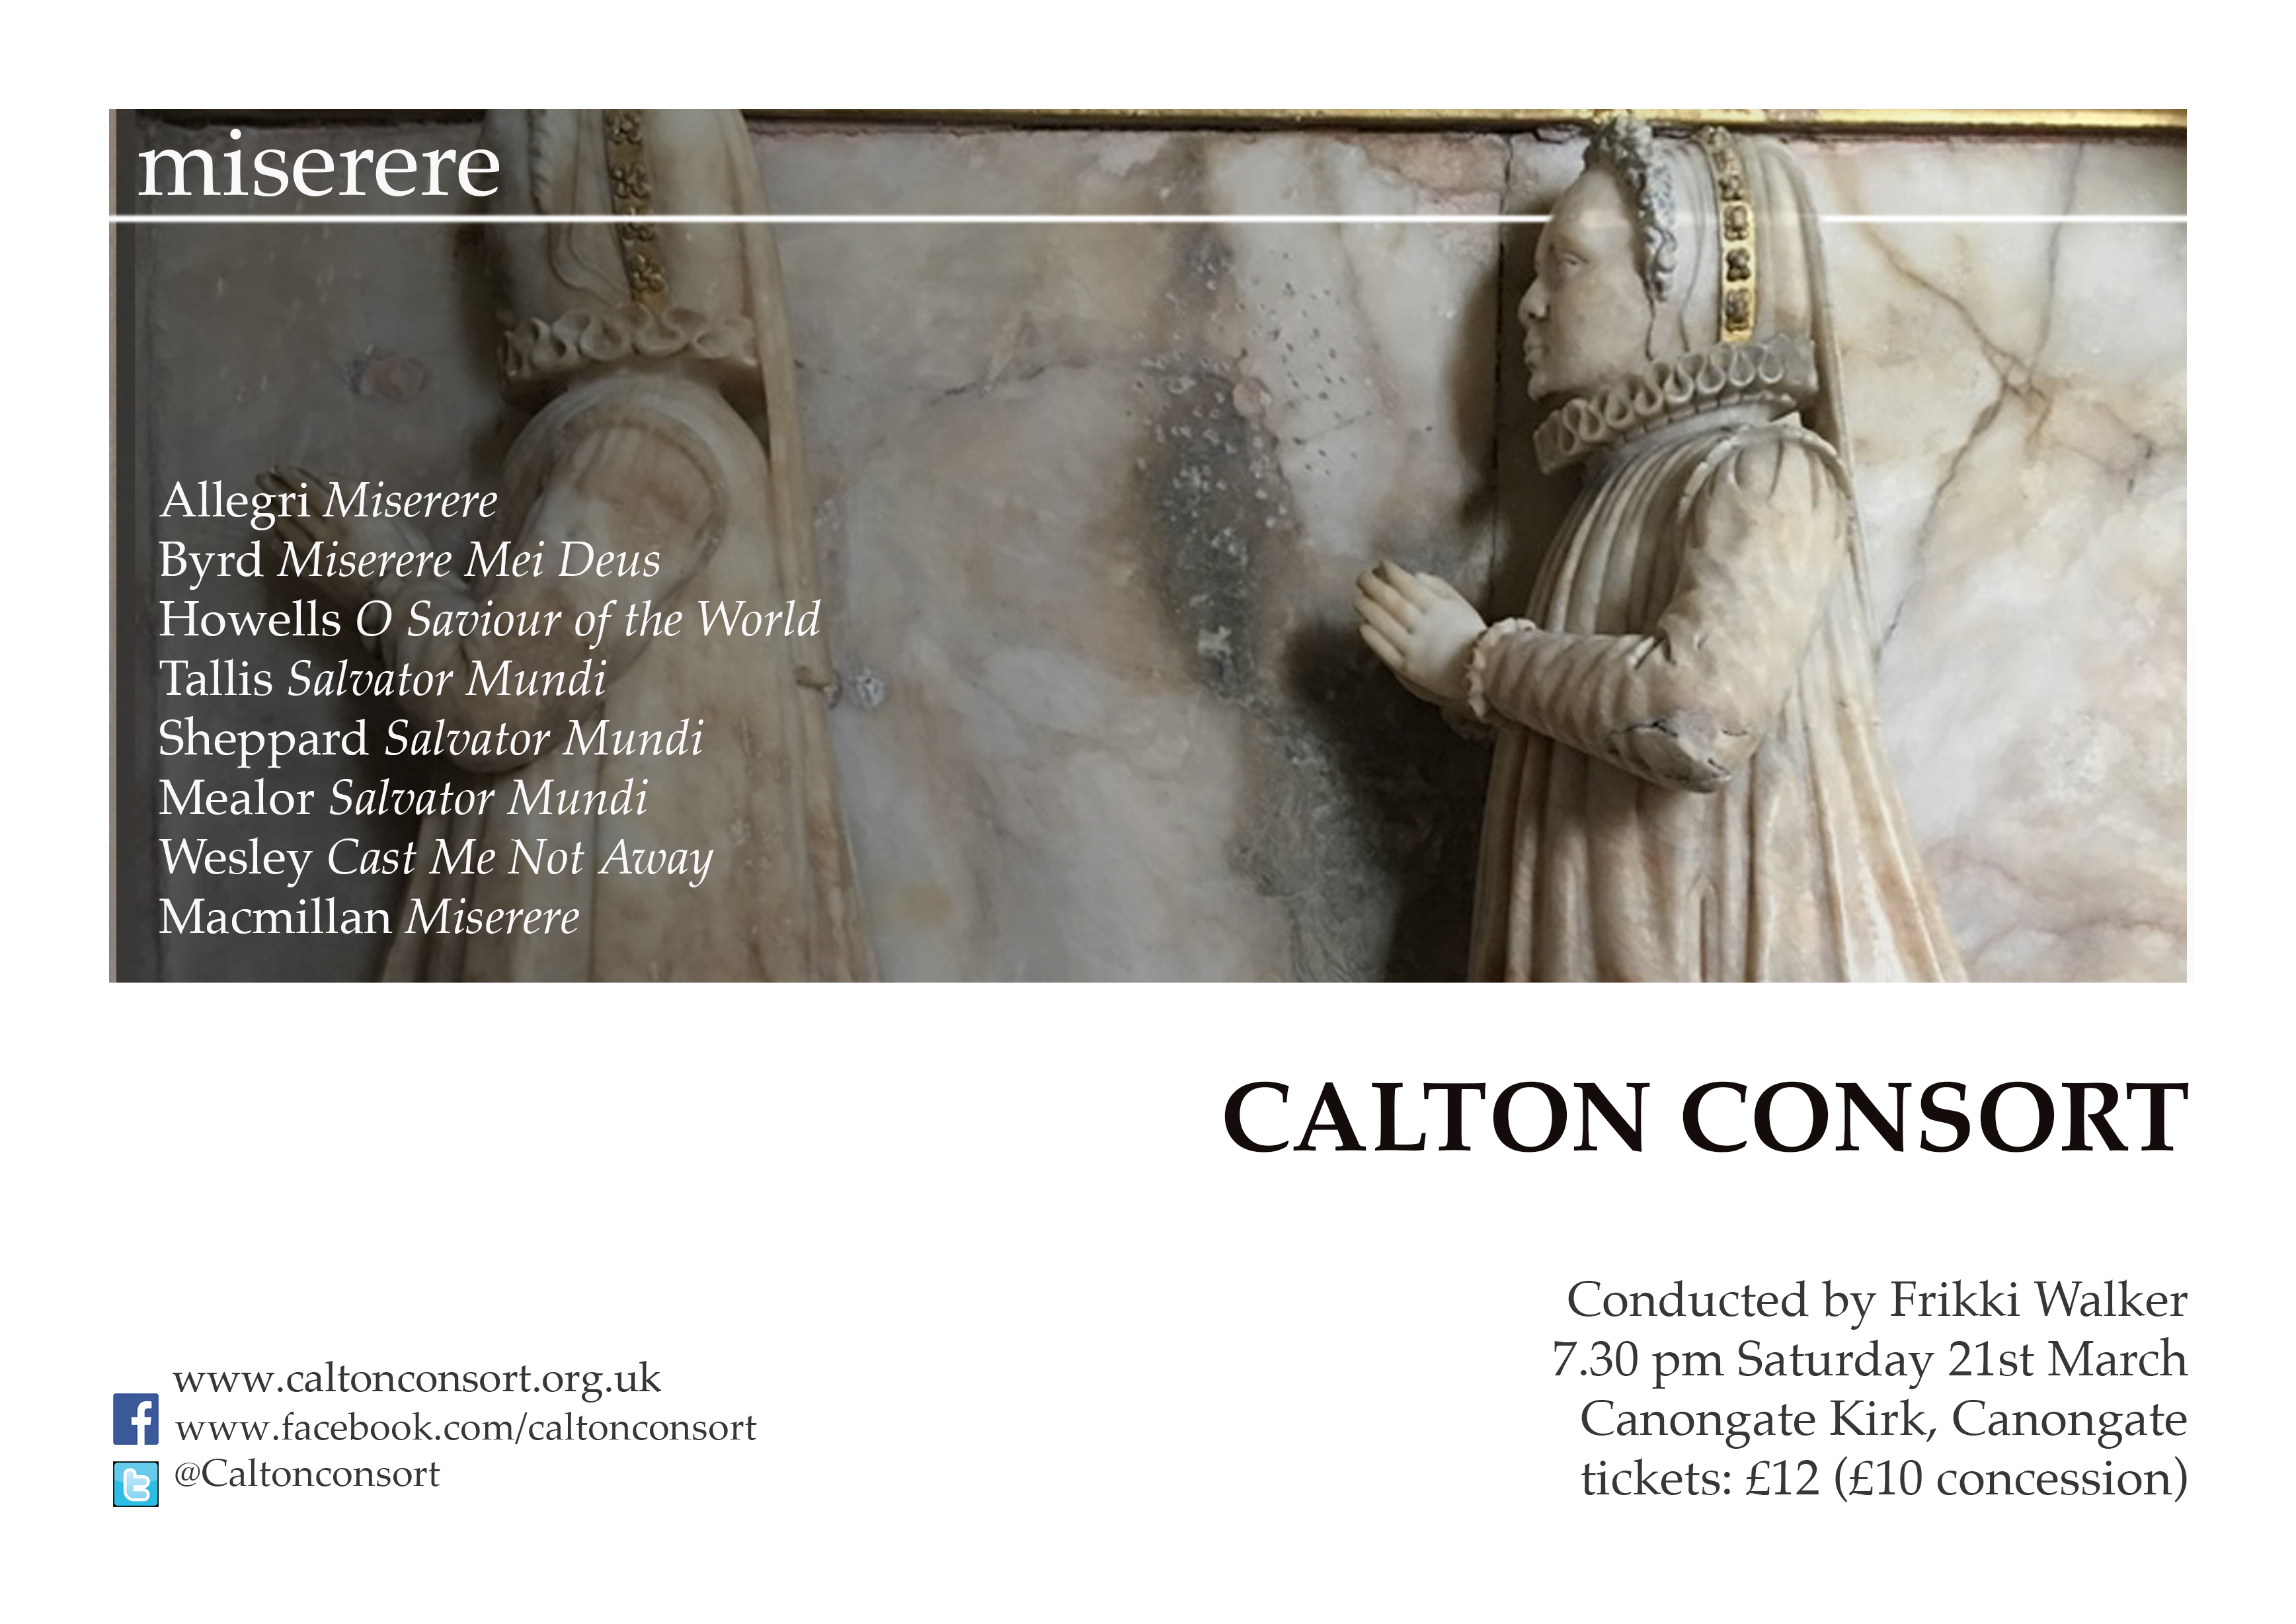 miserere
Allegri Miserere
Byrd Miserere Mei Deus
Howells O Saviour of the World
Tallis Salvator Mundi
Sheppard Salvator Mundi
Mealor Salvator Mundi
Wesley Cast Me Not Away
Macmillan Miserere
CALTON CONSORT
Conducted by Frikki Walker
7.30 pm Saturday 21st March
Canongate Kirk, Canongate
tickets: £12 (£10 concession)
www.caltonconsort.org.uk
www.facebook.com/caltonconsort
@Caltonconsort